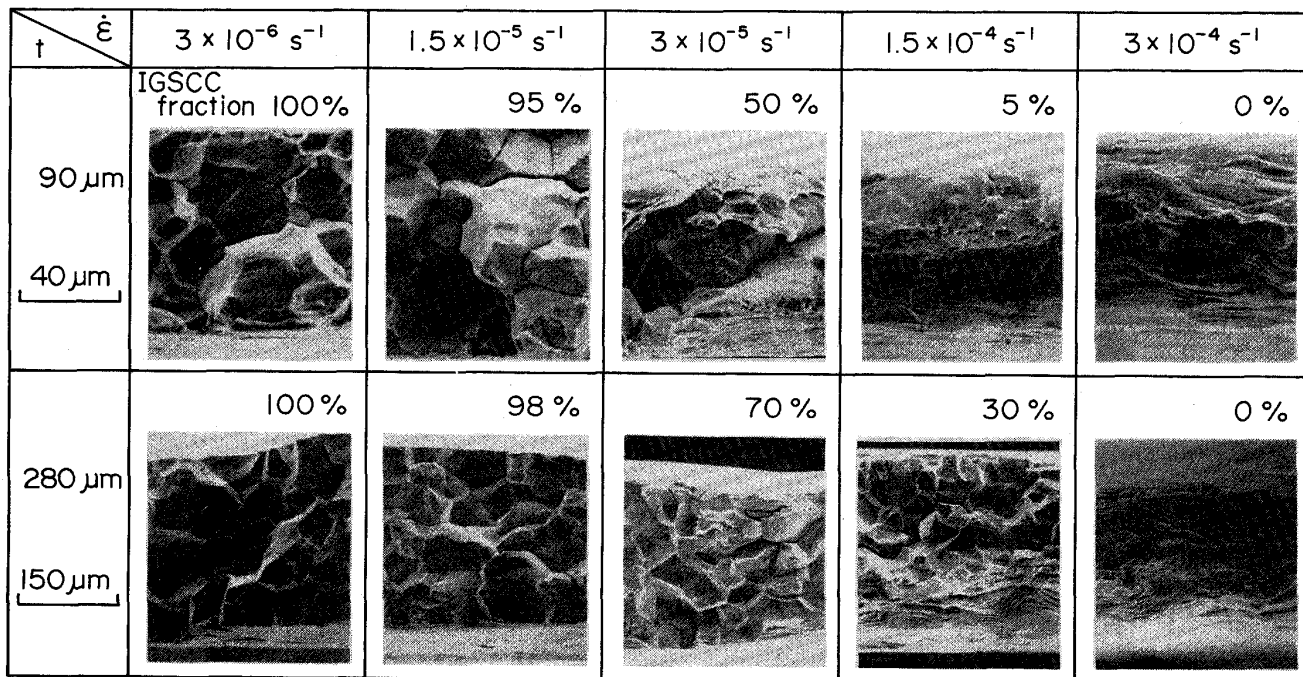 t ε̇ 3 × 10⁻⁶ s⁻¹ 1.5 × 10⁻⁵ s⁻¹ 3 × 10⁻⁵ s⁻¹ 1.5 × 10⁻⁴ s⁻¹ 3 × 10⁻⁴ s⁻¹
IGSCC
fraction 100% 95 % 50 % 5 % 0 %
90 μm
40 μm
100% 98 % 70 % 30 % 0 %
280 μm
150 μm